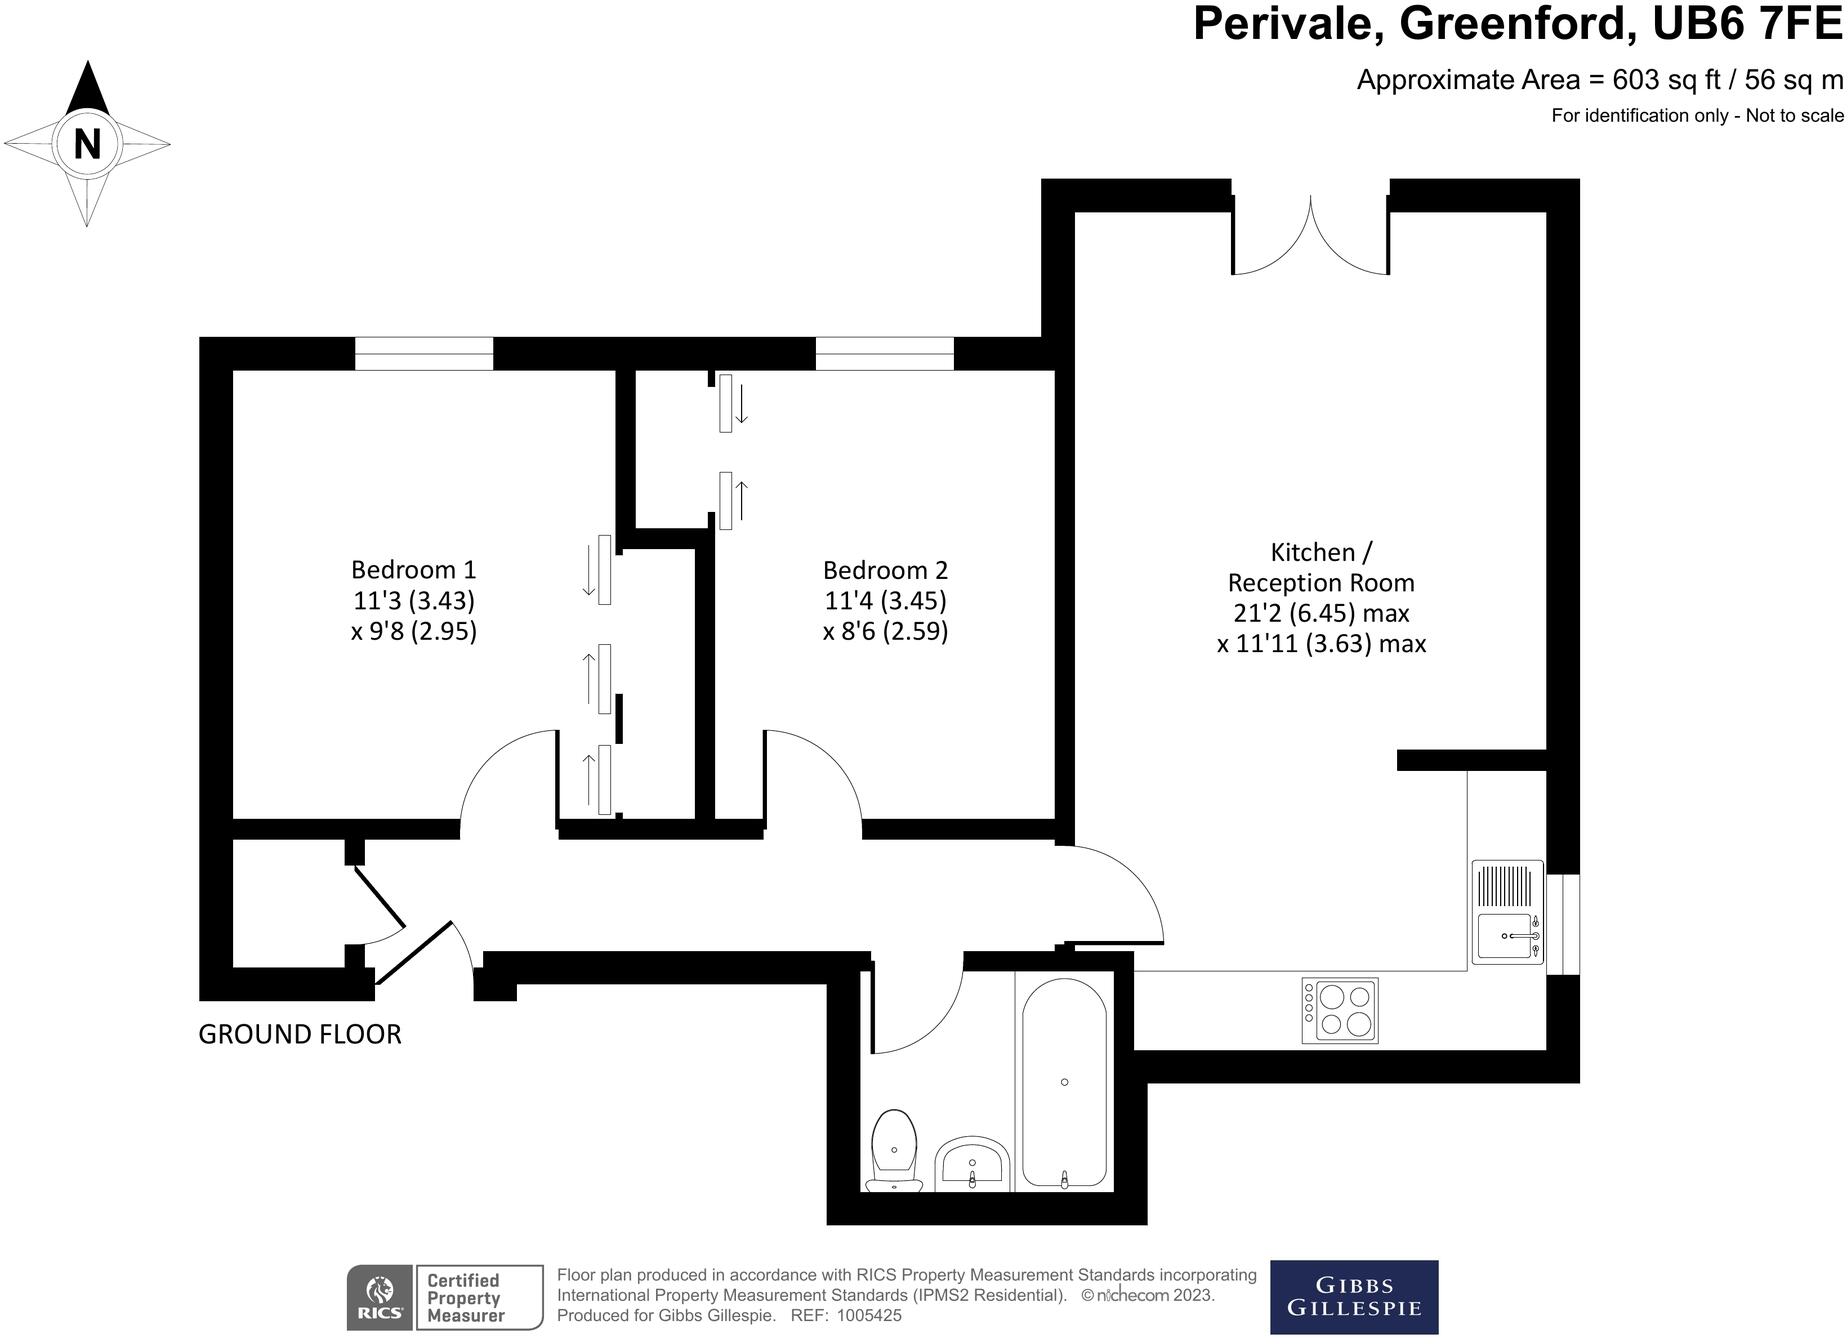 Perivale, Greenford, UB6 7FE
Approximate Area = 603 sq ft / 56 sq m
For identification only - Not to scale
N
Bedroom 1
11'3 (3.43)
x 9'8 (2.95)
Bedroom 2
11'4 (3.45)
x 8'6 (2.59)
Kitchen /
Reception Room
21'2 (6.45) max
x 11'11 (3.63) max
GROUND FLOOR
RICS
Certified
Property
Measurer
Floor plan produced in accordance with RICS Property Measurement Standards incorporating
International Property Measurement Standards (IPMS2 Residential). © nichecom 2023.
Produced for Gibbs Gillespie. REF: 1005425
GIBBS
GILLESPIE